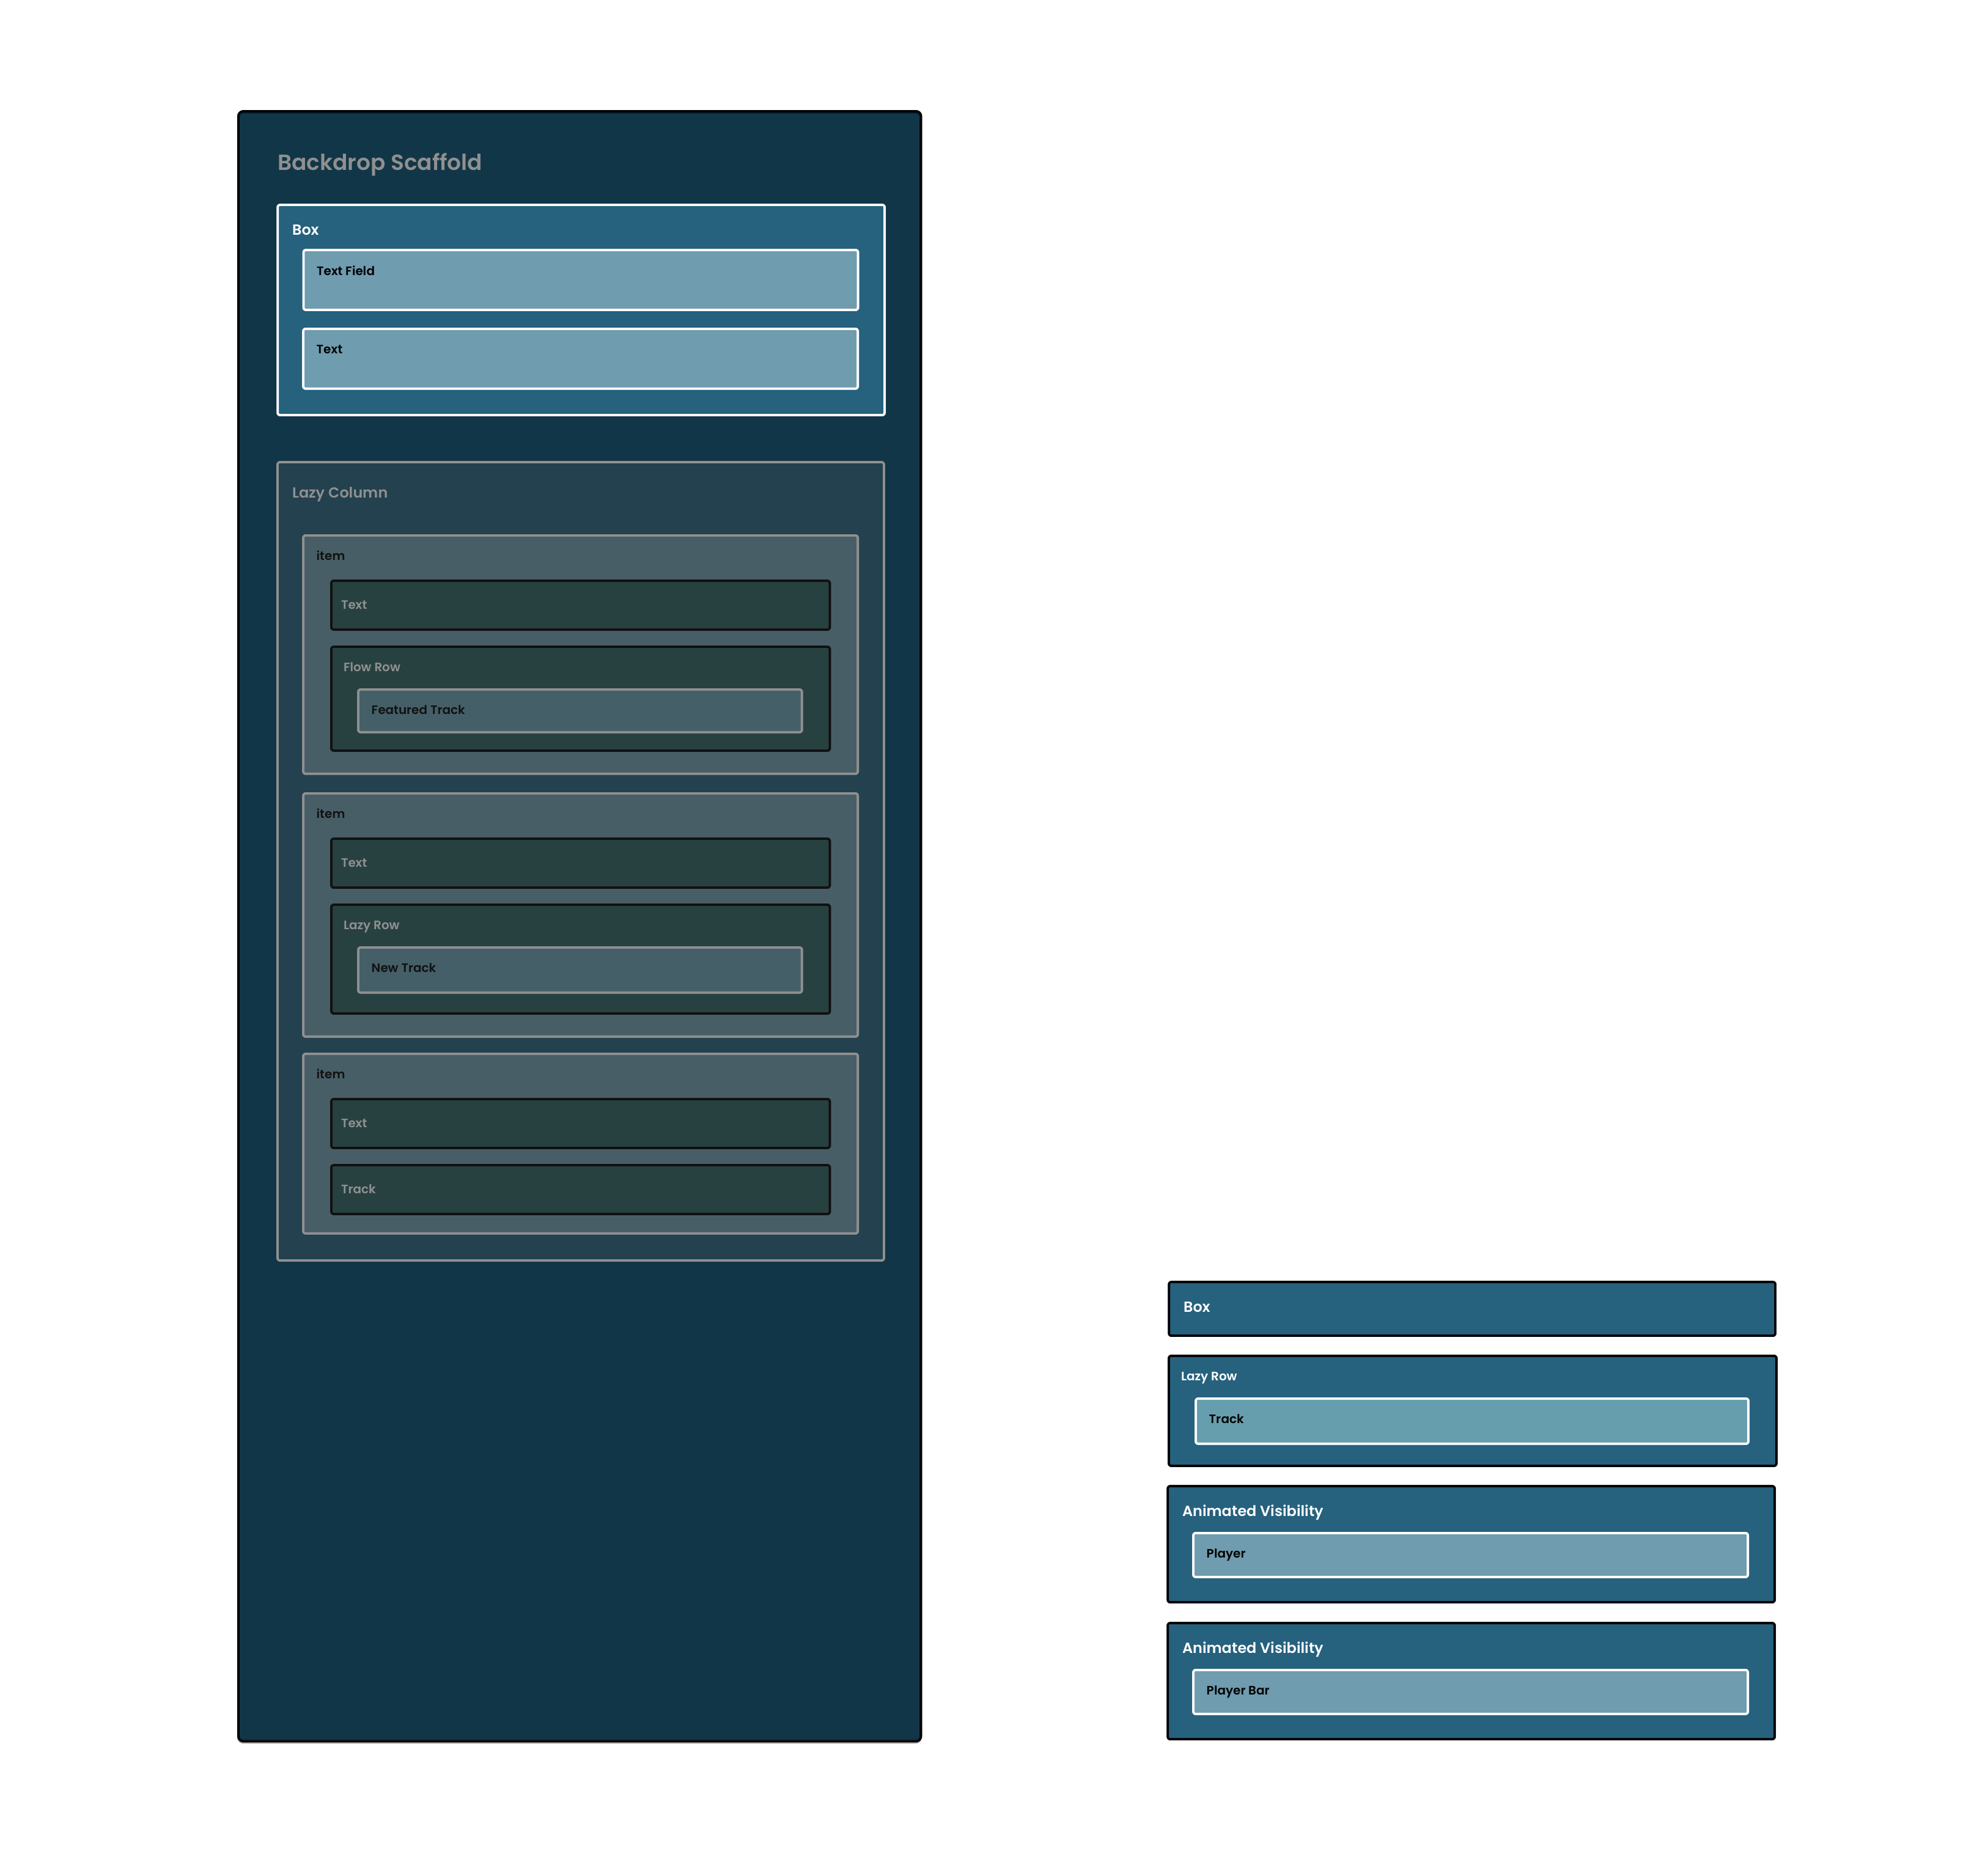 Backdrop Scaffold
Box
Text Field
Text
Lazy Column
item
Text
Flow Row
Featured Track
item
Text
Lazy Row
New Track
item
Text
Track
Box
Lazy Row
Track
Animated Visibility
Player
Animated Visibility
Player Bar